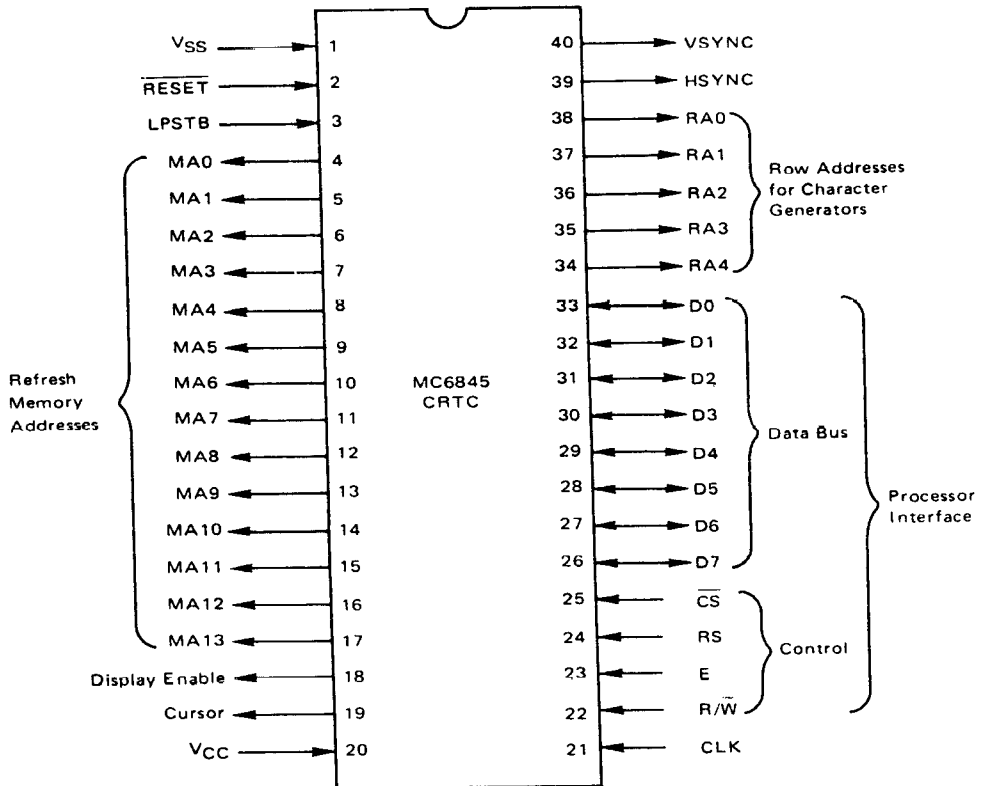 VSS 1
RESET 2
LPSTB 3
MA0 4
MA1 5
MA2 6
MA3 7
MA4 8
MA5 9
MA6 10
MA7 11
MA8 12
MA9 13
MA10 14
MA11 15
MA12 16
MA13 17
Display Enable 18
Cursor 19
VCC 20
Refresh
Memory
Addresses
MC6845
CRTC
40 VSYNC
39 HSYNC
38 RA0
37 RA1
36 RA2
35 RA3
34 RA4
33 D0
32 D1
31 D2
30 D3
29 D4
28 D5
27 D6
26 D7
25 CS
24 RS
23 E
22 R/W
21 CLK
Row Addresses
for Character
Generators
Data Bus
Control
Processor
Interface